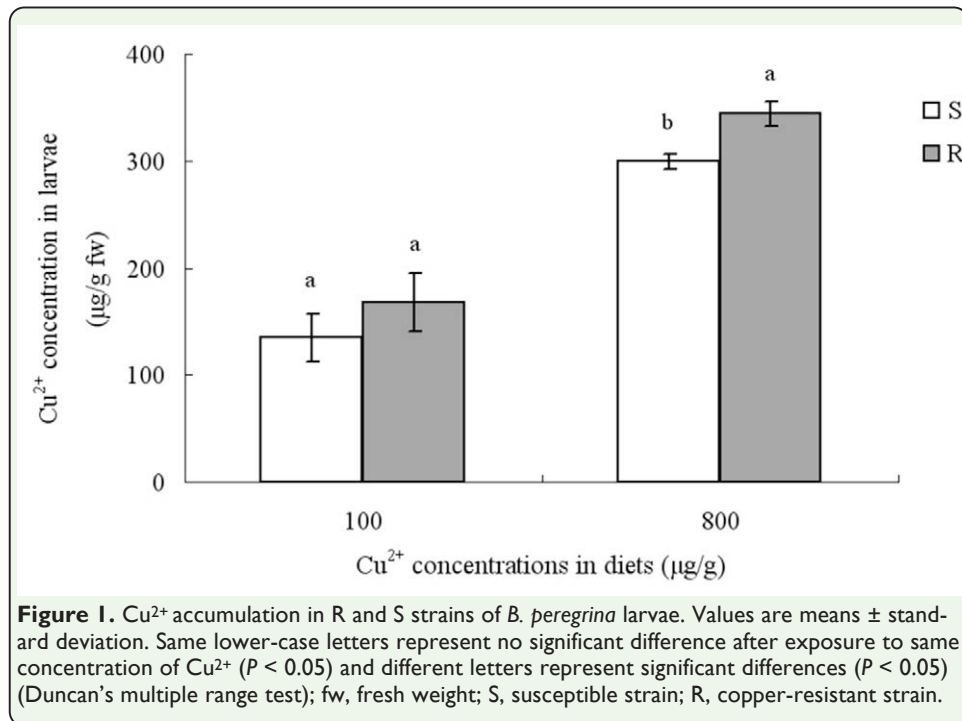 400
300
200
100
0
Cu²⁺ concentration in larvae
(µg/g fw)
a
a
b
a
S
R
100
800
Cu²⁺ concentrations in diets (µg/g)
Figure 1. Cu²⁺ accumulation in R and S strains of B. peregrina larvae. Values are means ± stand-
ard deviation. Same lower-case letters represent no significant difference after exposure to same
concentration of Cu²⁺ (P < 0.05) and different letters represent significant differences (P < 0.05)
(Duncan's multiple range test); fw, fresh weight; S, susceptible strain; R, copper-resistant strain.